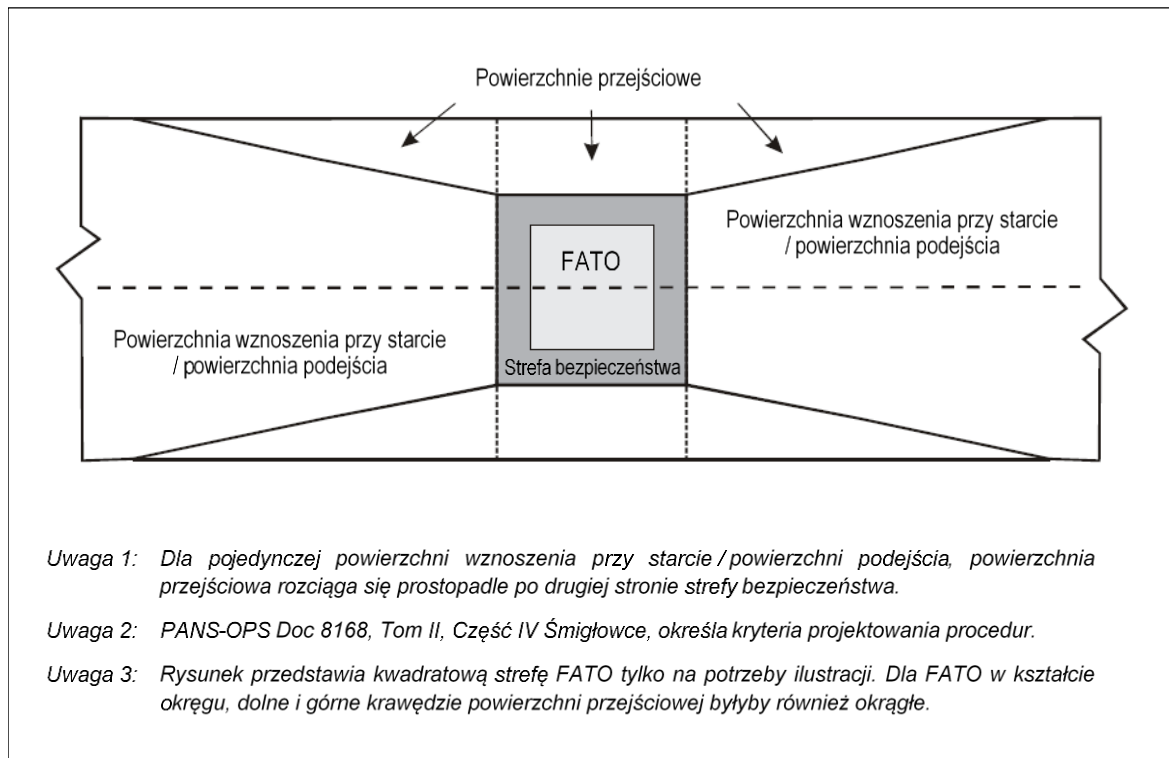 Powierzchnie przejściowe
Powierzchnia wznoszenia przy starcie
/ powierzchnia podejścia
FATO
Powierzchnia wznoszenia przy starcie
/ powierzchnia podejścia
Strefa bezpieczeństwa
Uwaga 1: Dla pojedynczej powierzchni wznoszenia przy starcie / powierzchni podejścia, powierzchnia
przejściowa rozciąga się prostopadle po drugiej stronie strefy bezpieczeństwa.
Uwaga 2: PANS-OPS Doc 8168, Tom II, Część IV Śmigłowce, określa kryteria projektowania procedur.
Uwaga 3: Rysunek przedstawia kwadratową strefę FATO tylko na potrzeby ilustracji. Dla FATO w kształcie
okręgu, dolne i górne krawędzie powierzchni przejściowej byłyby również okrągłe.